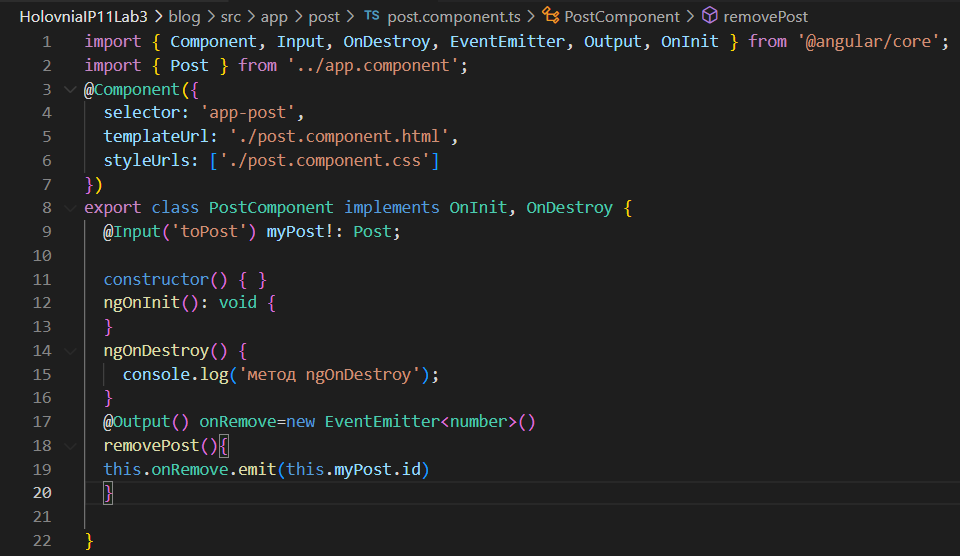 HolovniaIP11Lab3 > blog > src > app > post > TS post.component.ts > PostComponent > removePost
1 import { Component, Input, OnDestroy, EventEmitter, Output, OnInit } from '@angular/core';
2 import { Post } from '../app.component';
3 @Component({
4   selector: 'app-post',
5   templateUrl: './post.component.html',
6   styleUrls: ['./post.component.css']
7 })
8 export class PostComponent implements OnInit, OnDestroy {
9   @Input('toPost') myPost!: Post;
10
11   constructor() { }
12   ngOnInit(): void {
13   }
14   ngOnDestroy() {
15     console.log('метод ngOnDestroy');
16   }
17   @Output() onRemove=new EventEmitter<number>()
18   removePost(){
19   this.onRemove.emit(this.myPost.id)
20   }
21
22 }